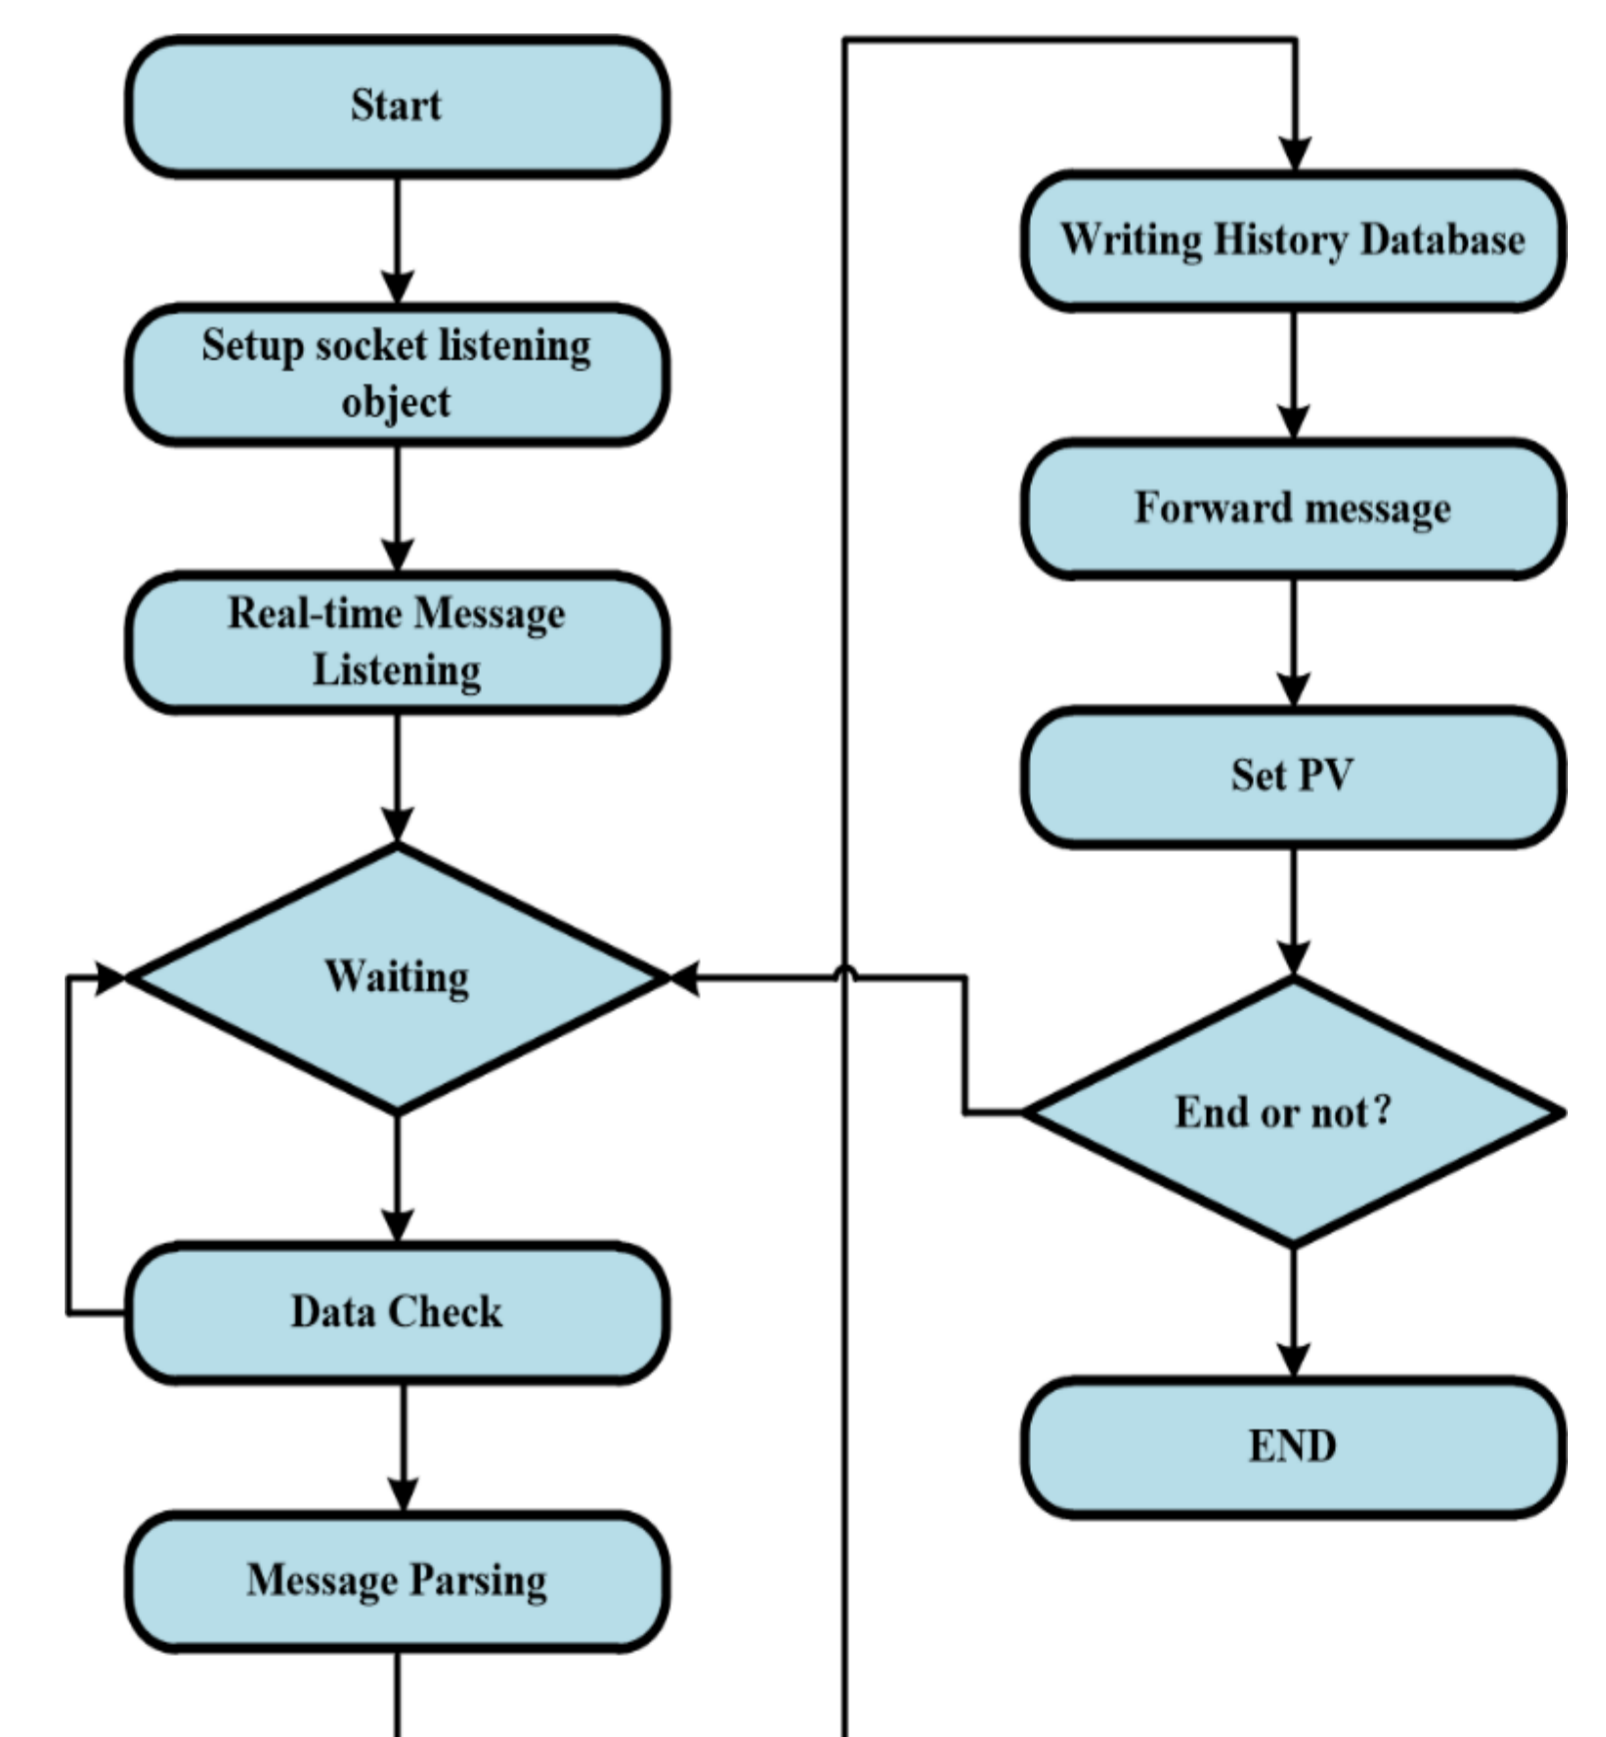 Start
Setup socket listening
object
Real-time Message
Listening
Waiting
Data Check
Message Parsing
Writing History Database
Forward message
Set PV
End or not?
END